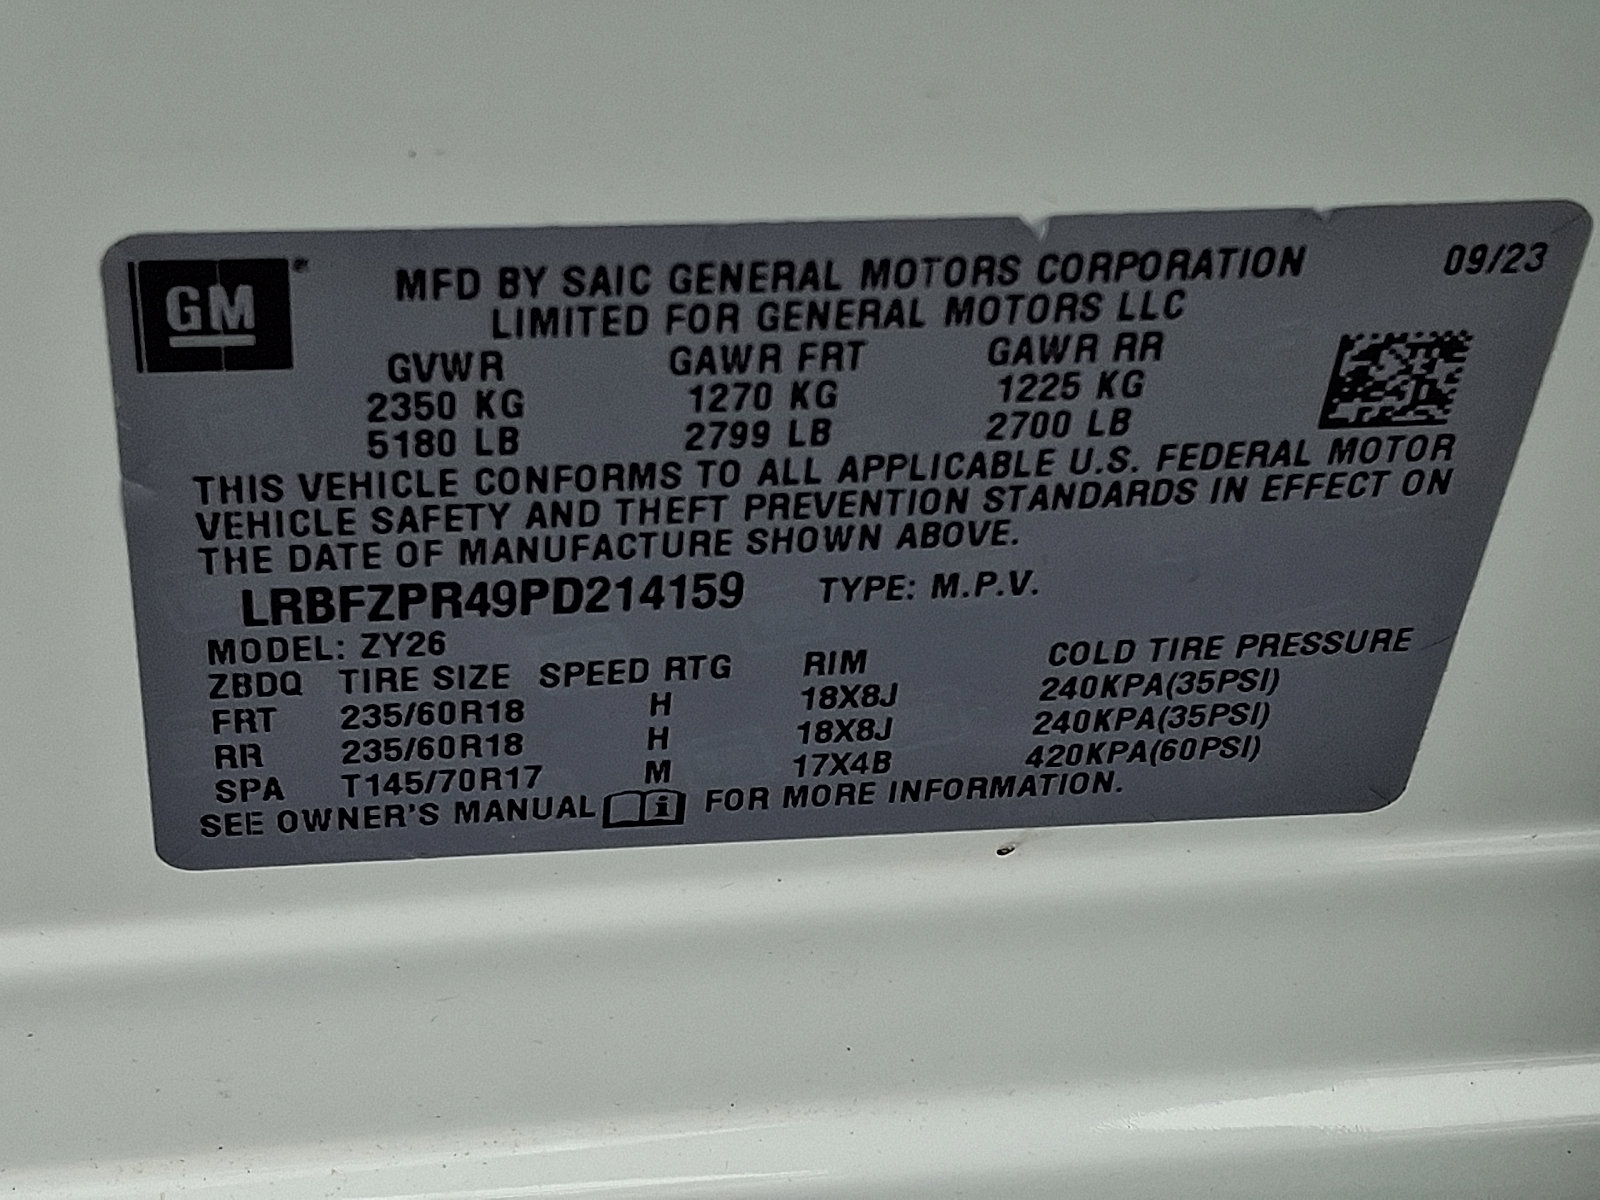 GM
MFD BY SAIC GENERAL MOTORS CORPORATION
LIMITED FOR GENERAL MOTORS LLC
09/23
GVWR GAWR FRT GAWR RR
2350 KG 1270 KG 1225 KG
5180 LB 2799 LB 2700 LB
THIS VEHICLE CONFORMS TO ALL APPLICABLE U.S. FEDERAL MOTOR
VEHICLE SAFETY AND THEFT PREVENTION STANDARDS IN EFFECT ON
THE DATE OF MANUFACTURE SHOWN ABOVE.
LRBFZPR49PD214159 TYPE: M.P.V.
MODEL: ZY26
ZBDQ TIRE SIZE SPEED RTG RIM COLD TIRE PRESSURE
FRT 235/60R18 H 18X8J 240KPA(35PSI)
RR 235/60R18 H 18X8J 240KPA(35PSI)
SPA T145/70R17 M 17X4B 420KPA(60PSI)
SEE OWNER'S MANUAL FOR MORE INFORMATION.